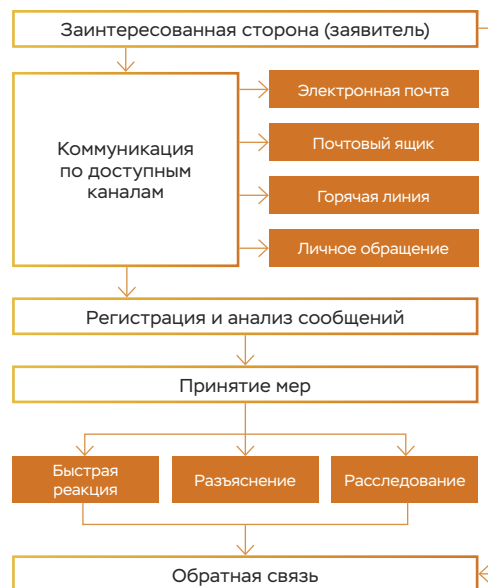 Заинтересованная сторона (заявитель)
Коммуникация
по доступным
каналам
Электронная почта
Почтовый ящик
Горячая линия
Личное обращение
Регистрация и анализ сообщений
Принятие мер
Быстрая
реакция
Разъяснение
Расследование
Обратная связь